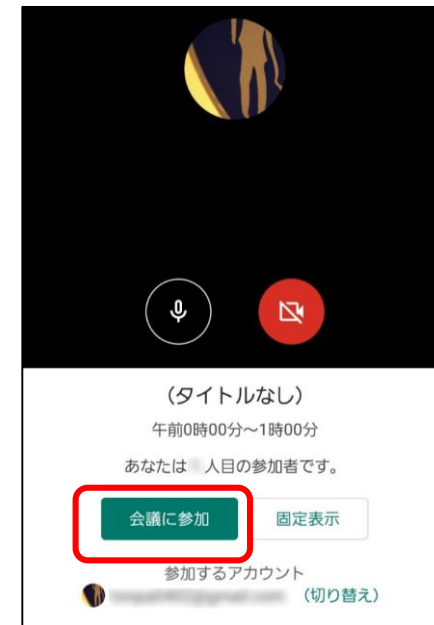 (タイトルなし)
午前0時00分～1時00分
あなたは 人目の参加者です。
会議に参加
固定表示
参加するアカウント
(切り替え)